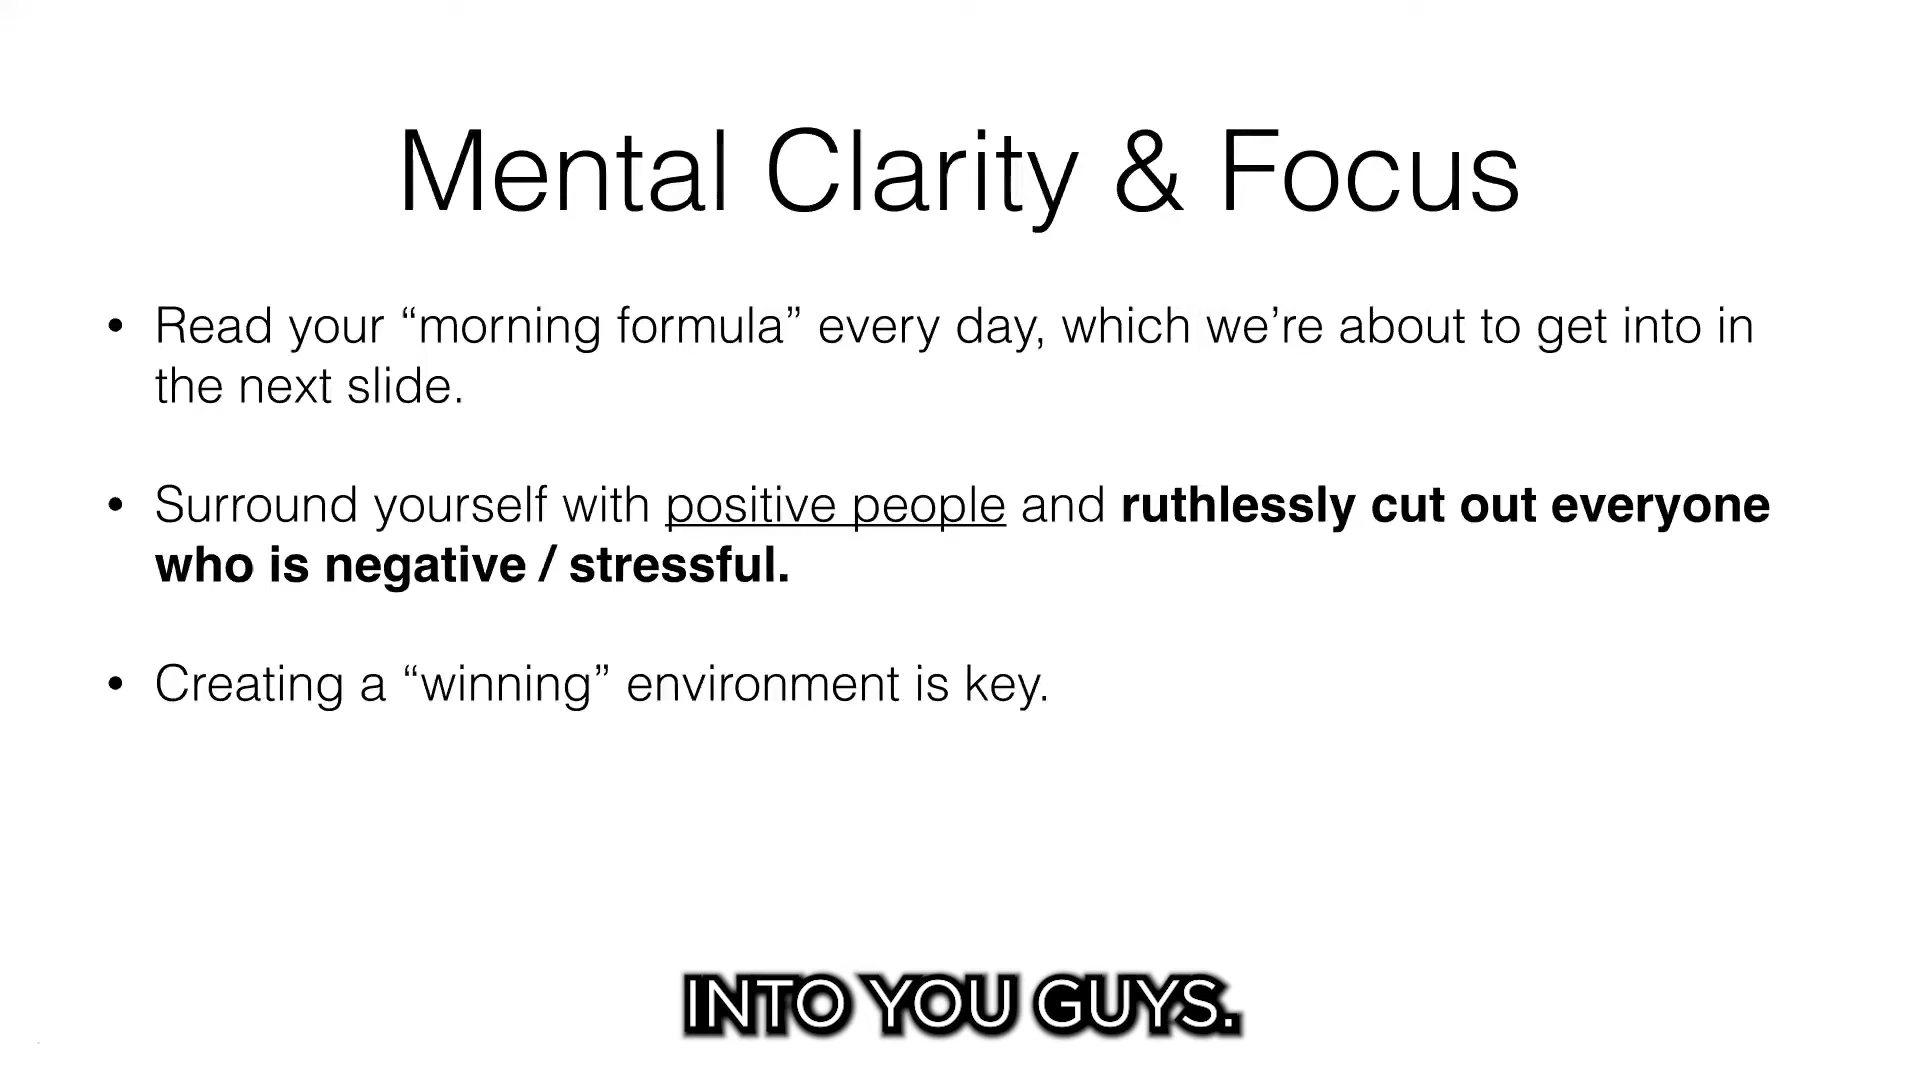 Mental Clarity & Focus
• Read your “morning formula” every day, which we’re about to get into in
the next slide.
• Surround yourself with positive people and ruthlessly cut out everyone
who is negative / stressful.
• Creating a “winning” environment is key.
INTO YOU GUYS.